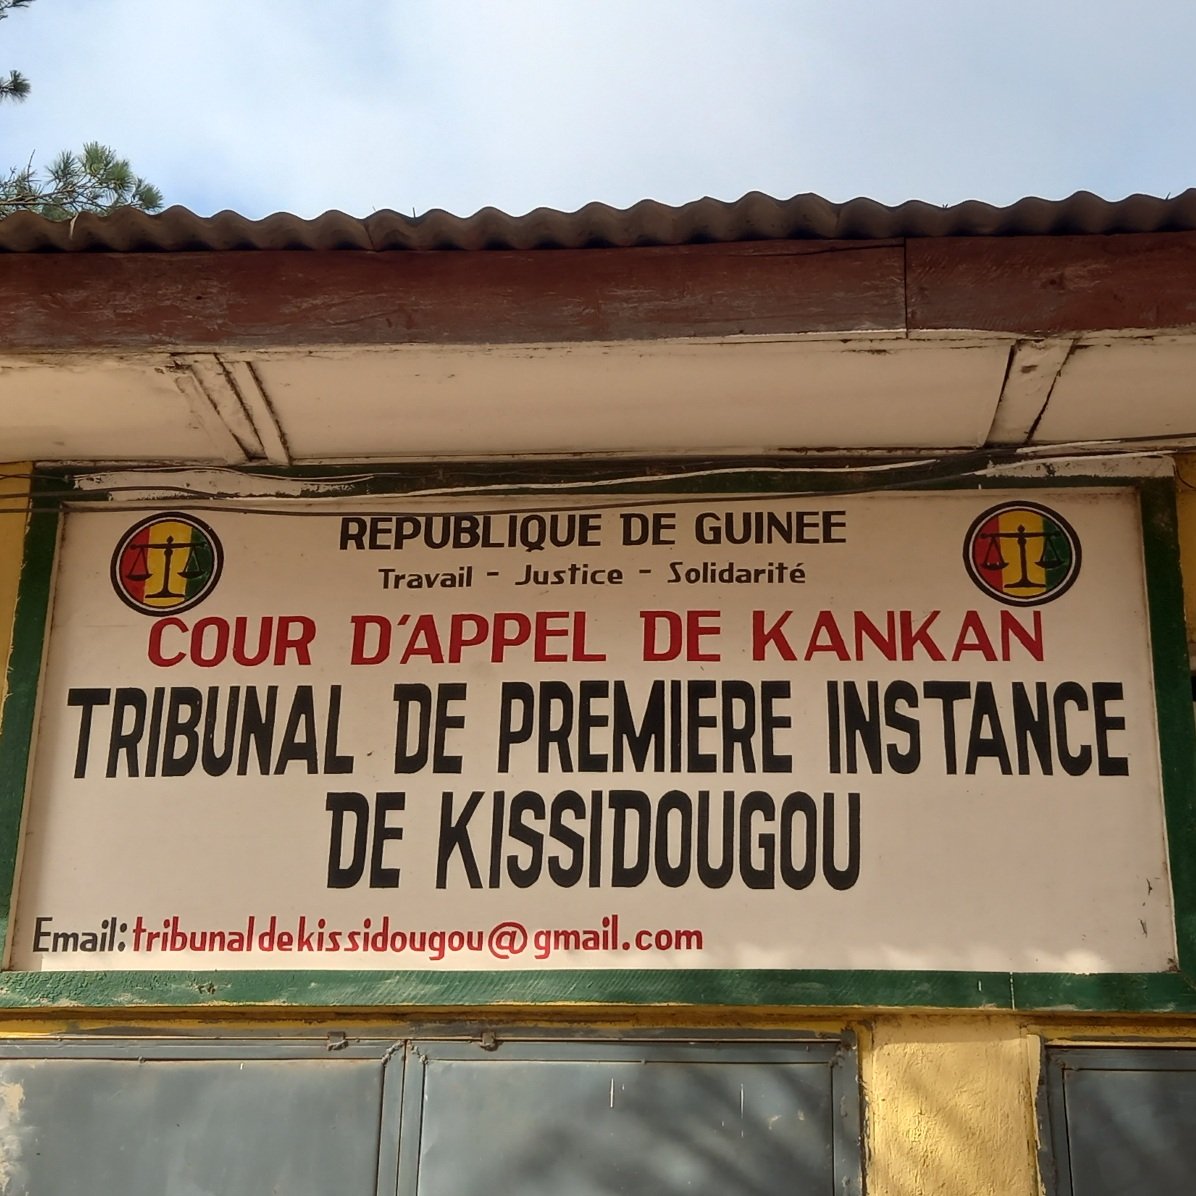 REPUBLIQUE DE GUINEE
Travail - Justice - Solidarité
COUR D'APPEL DE KANKAN
TRIBUNAL DE PREMIERE INSTANCE
DE KISSIDOUGOU
Email: tribunaldekissidougou@gmail.com